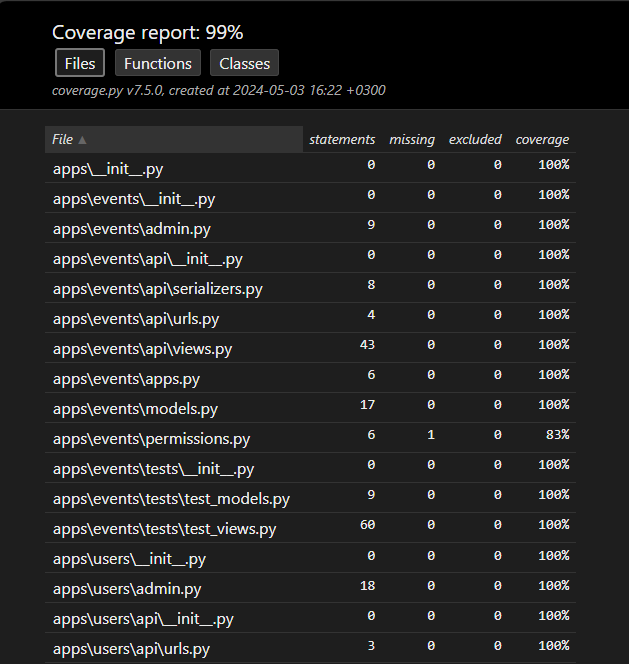 Coverage report: 99%
Files Functions Classes
coverage.py v7.5.0, created at 2024-05-03 16:22 +0300
File ▲ statements missing excluded coverage
apps\__init__.py 0 0 0 100%
apps\events\__init__.py 0 0 0 100%
apps\events\admin.py 9 0 0 100%
apps\events\api\__init__.py 0 0 0 100%
apps\events\api\serializers.py 8 0 0 100%
apps\events\api\urls.py 4 0 0 100%
apps\events\api\views.py 43 0 0 100%
apps\events\apps.py 6 0 0 100%
apps\events\models.py 17 0 0 100%
apps\events\permissions.py 6 1 0 83%
apps\events\tests\__init__.py 0 0 0 100%
apps\events\tests\test_models.py 9 0 0 100%
apps\events\tests\test_views.py 60 0 0 100%
apps\users\__init__.py 0 0 0 100%
apps\users\admin.py 18 0 0 100%
apps\users\api\__init__.py 0 0 0 100%
apps\users\api\urls.py 3 0 0 100%